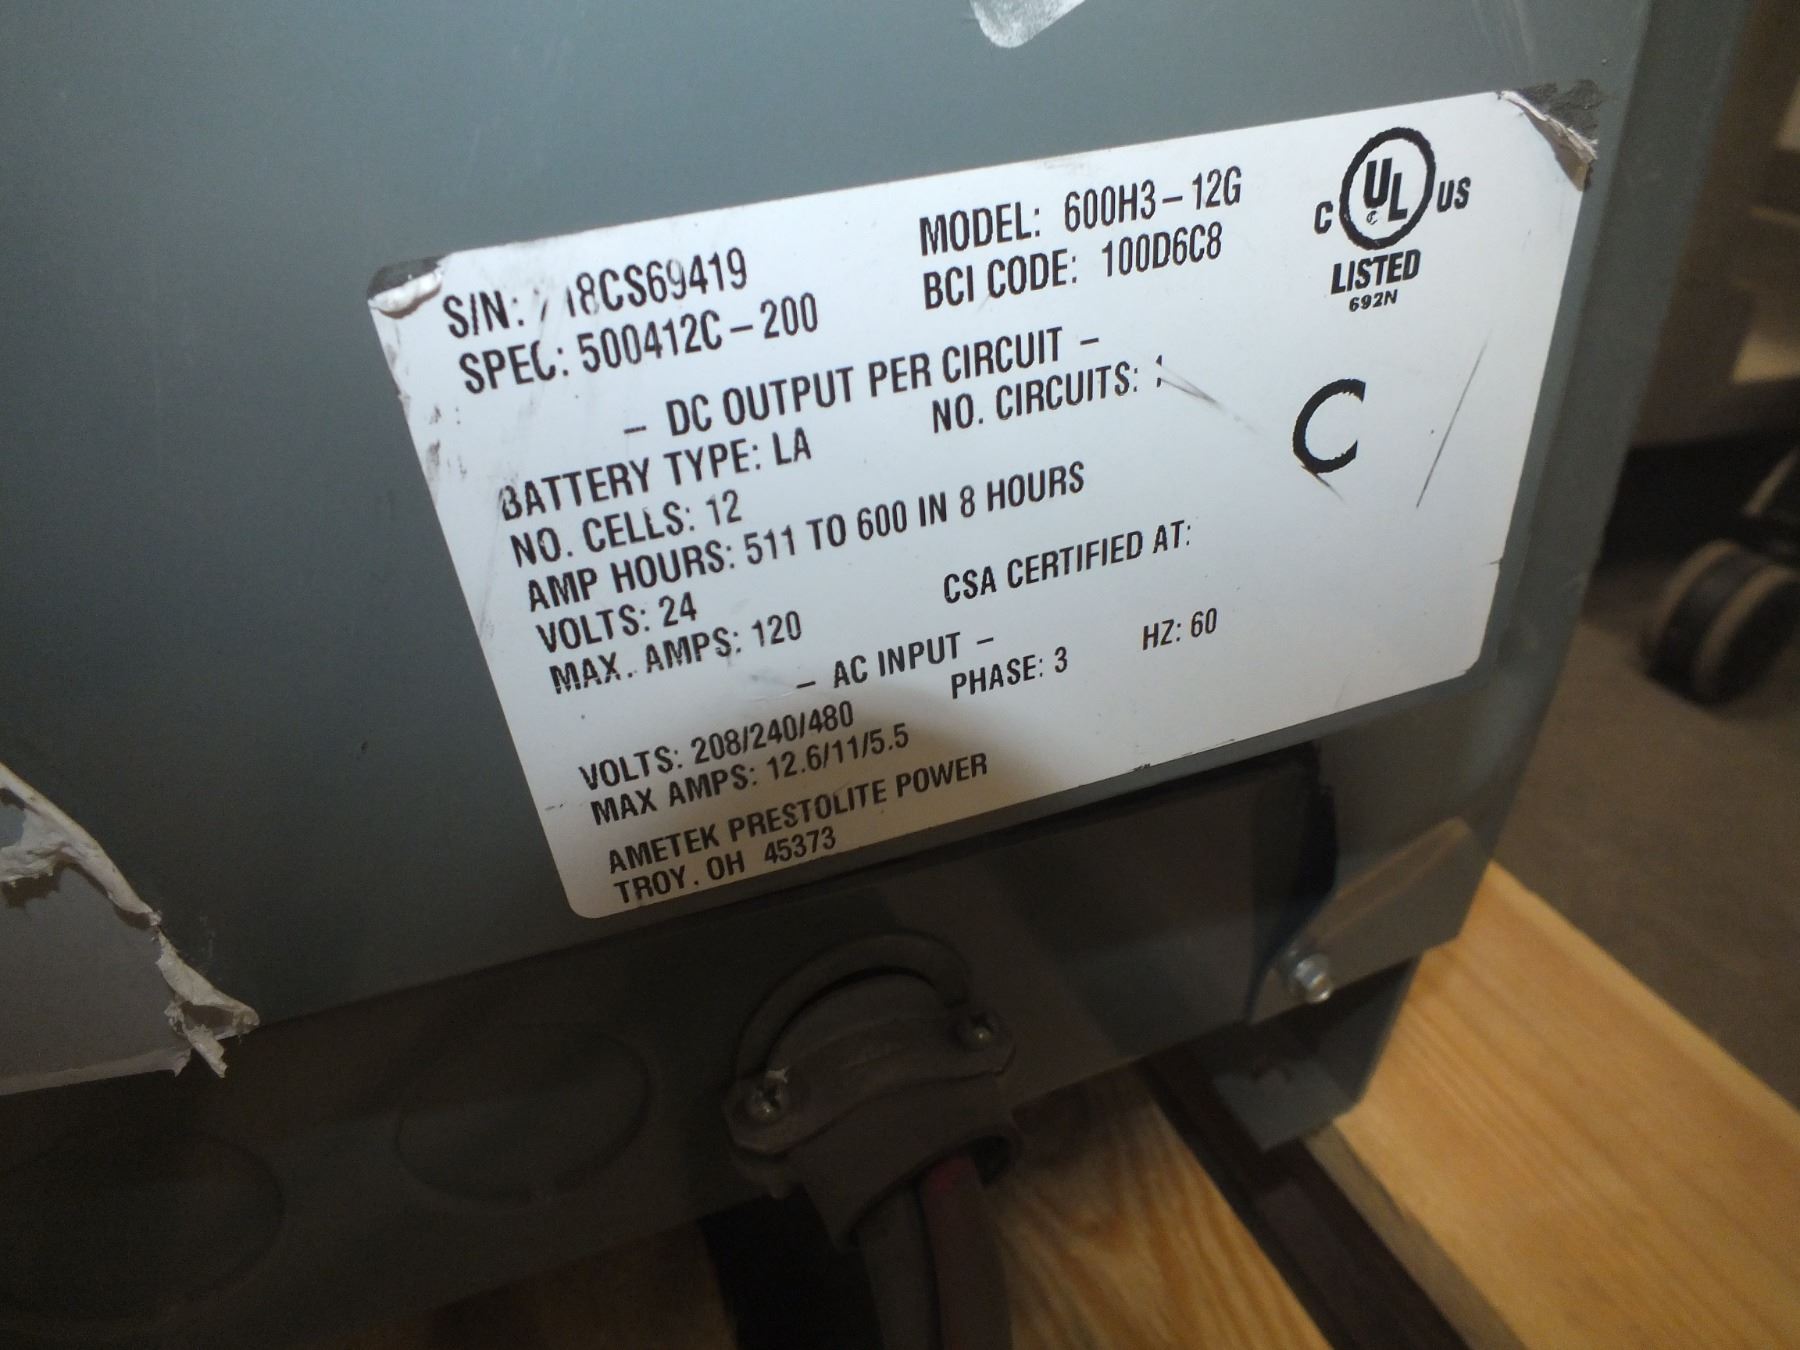 S/N: 18CS69419
SPEC: 500412C-200
MODEL: 600H3-12G
BCI CODE: 100D6C8
C UL US
LISTED
692N
- DC OUTPUT PER CIRCUIT -
BATTERY TYPE: LA
NO. CIRCUITS:
NO. CELLS: 12
AMP HOURS: 511 TO 600 IN 8 HOURS
VOLTS: 24
MAX. AMPS: 120
CSA CERTIFIED AT:
C
- AC INPUT -
VOLTS: 208/240/480
PHASE: 3
HZ: 60
MAX AMPS: 12.6/11/5.5
AMETEK PRESTOLITE POWER
TROY. OH 45373